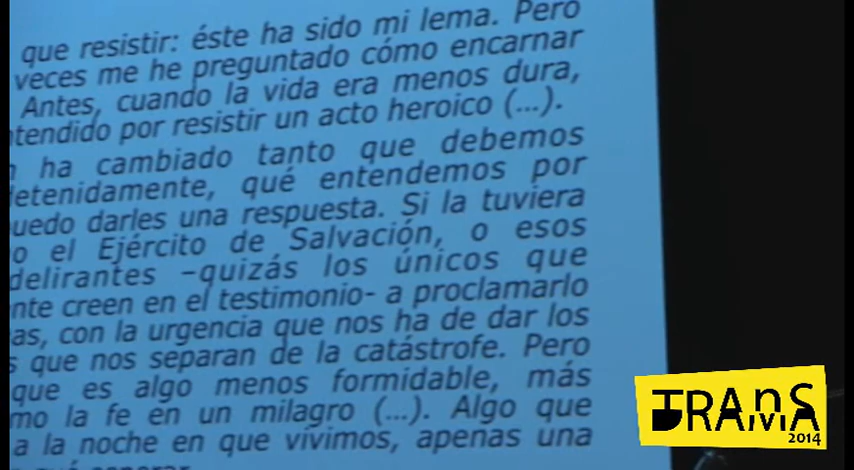 que resistir: éste ha sido mi lema. Pero
veces me he preguntado cómo encarnar
Antes, cuando la vida era menos dura,
ntendido por resistir un acto heroico (...).
ha cambiado tanto que debemos
detenidamente, qué entendemos por
uedo darles una respuesta. Si la tuviera
o el Ejército de Salvación, o esos
delirantes –quizás los únicos que
nte creen en el testimonio- a proclamarlo
as, con la urgencia que nos ha de dar los
s que nos separan de la catástrofe. Pero
que es algo menos formidable, más
mo la fe en un milagro (...). Algo que
a la noche en que vivimos, apenas una
TRANS
TRAMA
2014